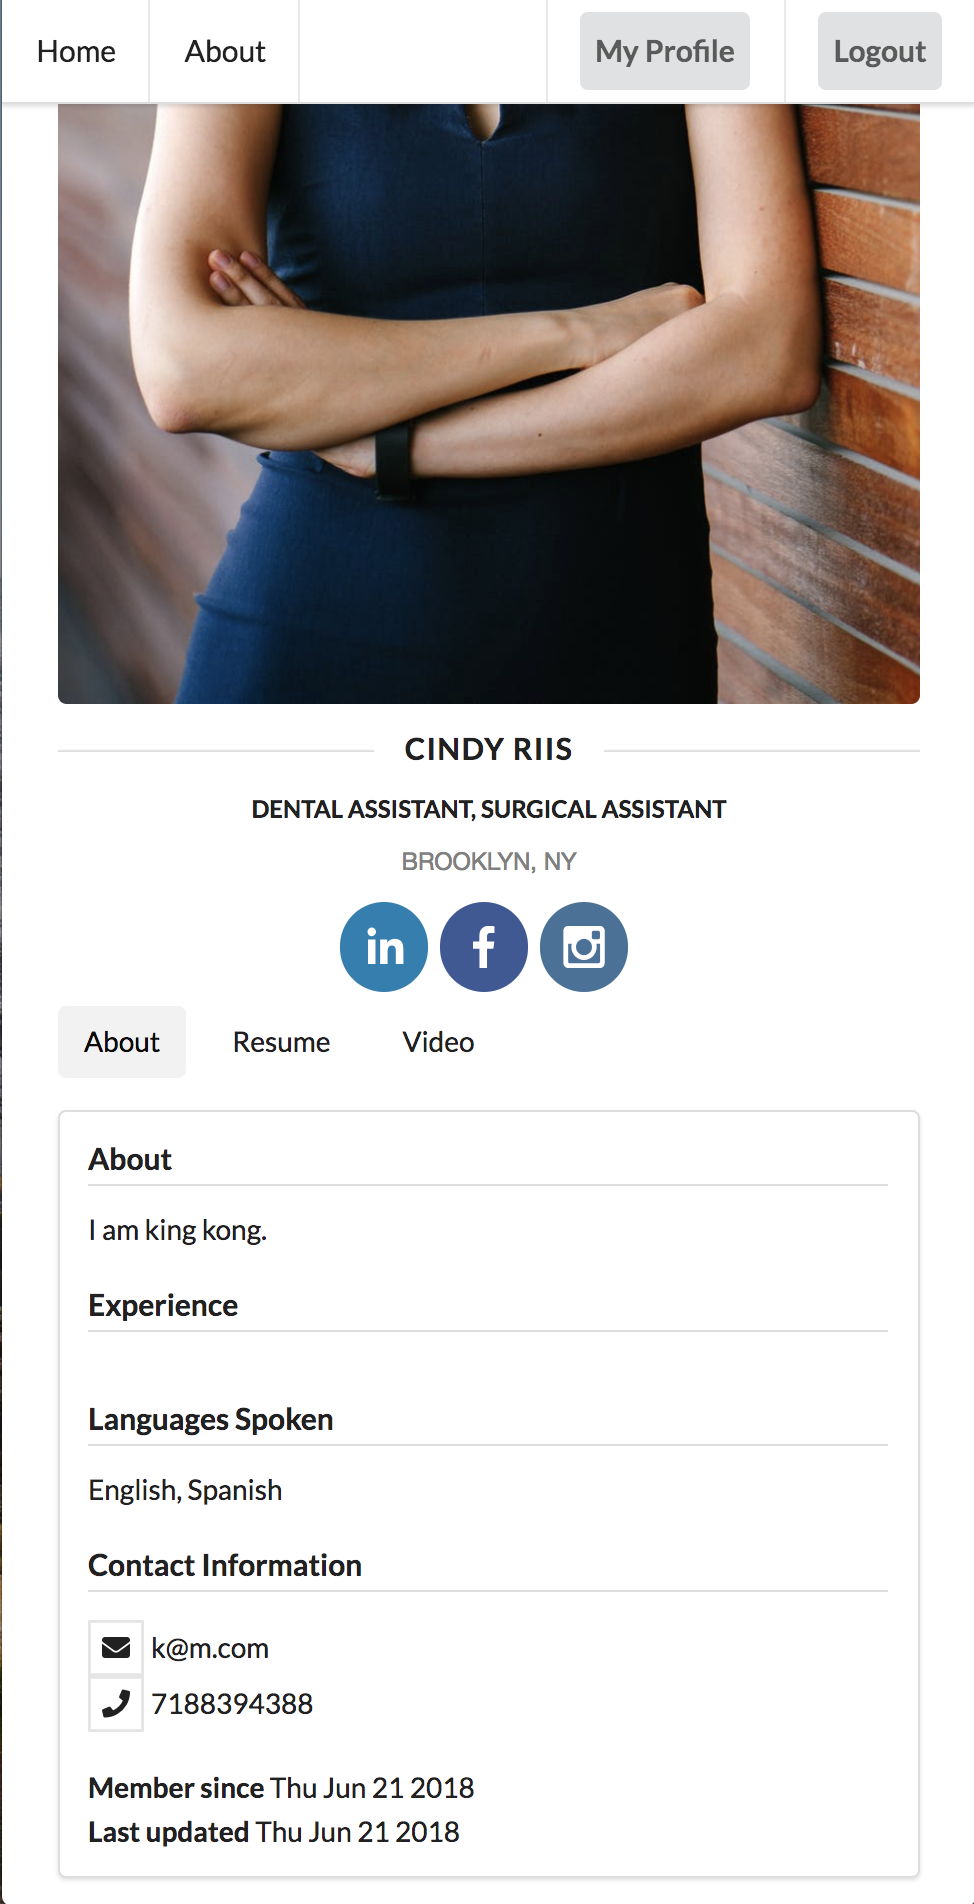 Home About My Profile Logout
CINDY RIIS
DENTAL ASSISTANT, SURGICAL ASSISTANT
BROOKLYN, NY
in f
About Resume Video
About
I am king kong.
Experience
Languages Spoken
English, Spanish
Contact Information
k@m.com
7188394388
Member since Thu Jun 21 2018
Last updated Thu Jun 21 2018